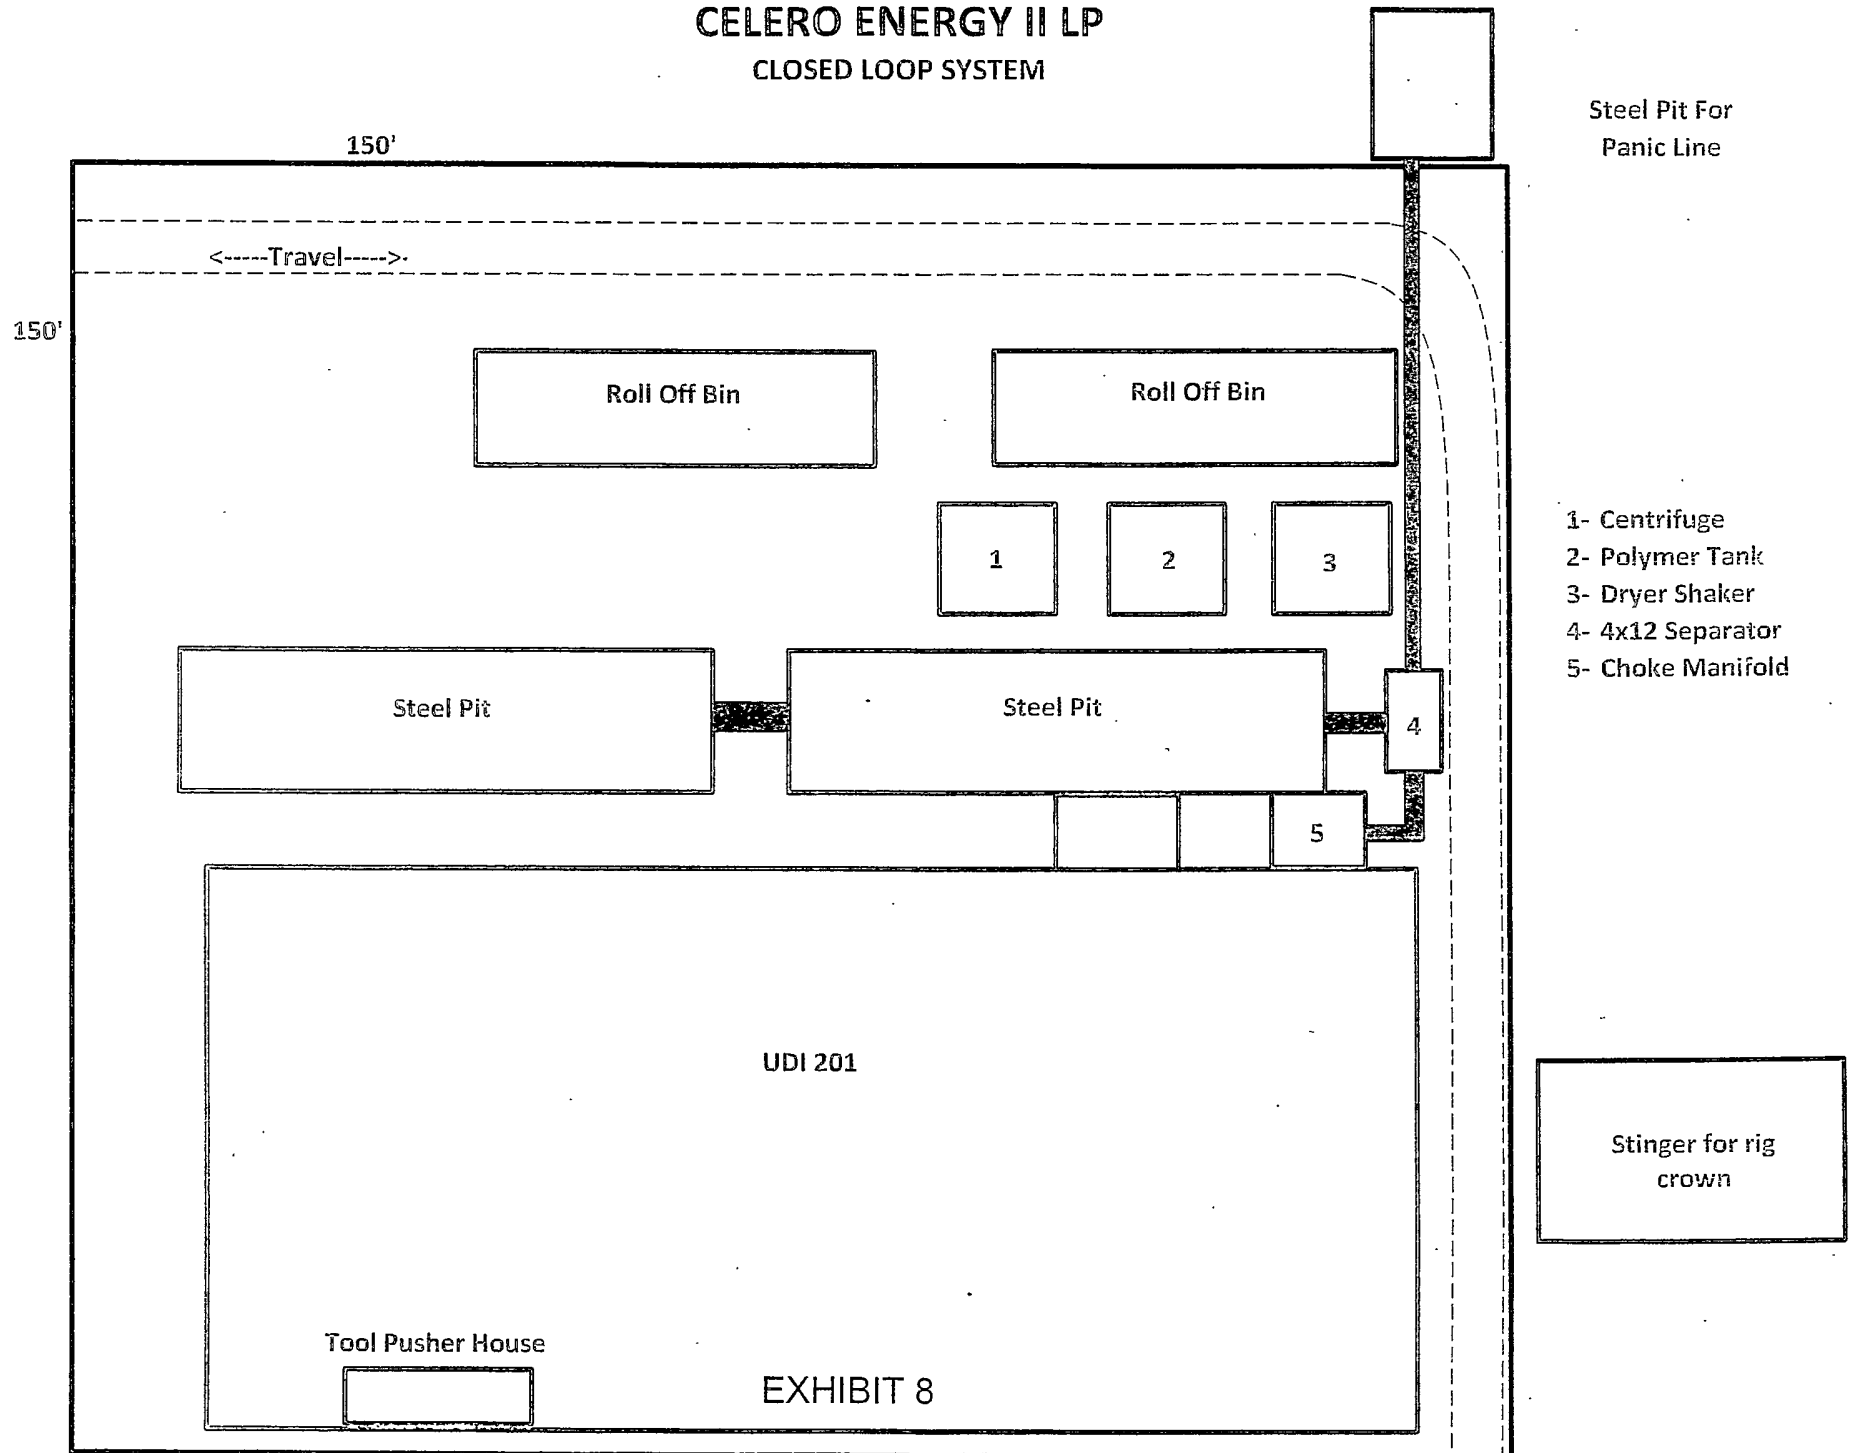 CELERO ENERGY II LP
CLOSED LOOP SYSTEM
Steel Pit For
Panic Line
150'
<-----Travel----->
150'
Roll Off Bin
Roll Off Bin
1
2
3
1- Centrifuge
2- Polymer Tank
3- Dryer Shaker
4- 4x12 Separator
5- Choke Manifold
Steel Pit
Steel Pit
4
5
UDI 201
Stinger for rig
crown
Tool Pusher House
EXHIBIT 8